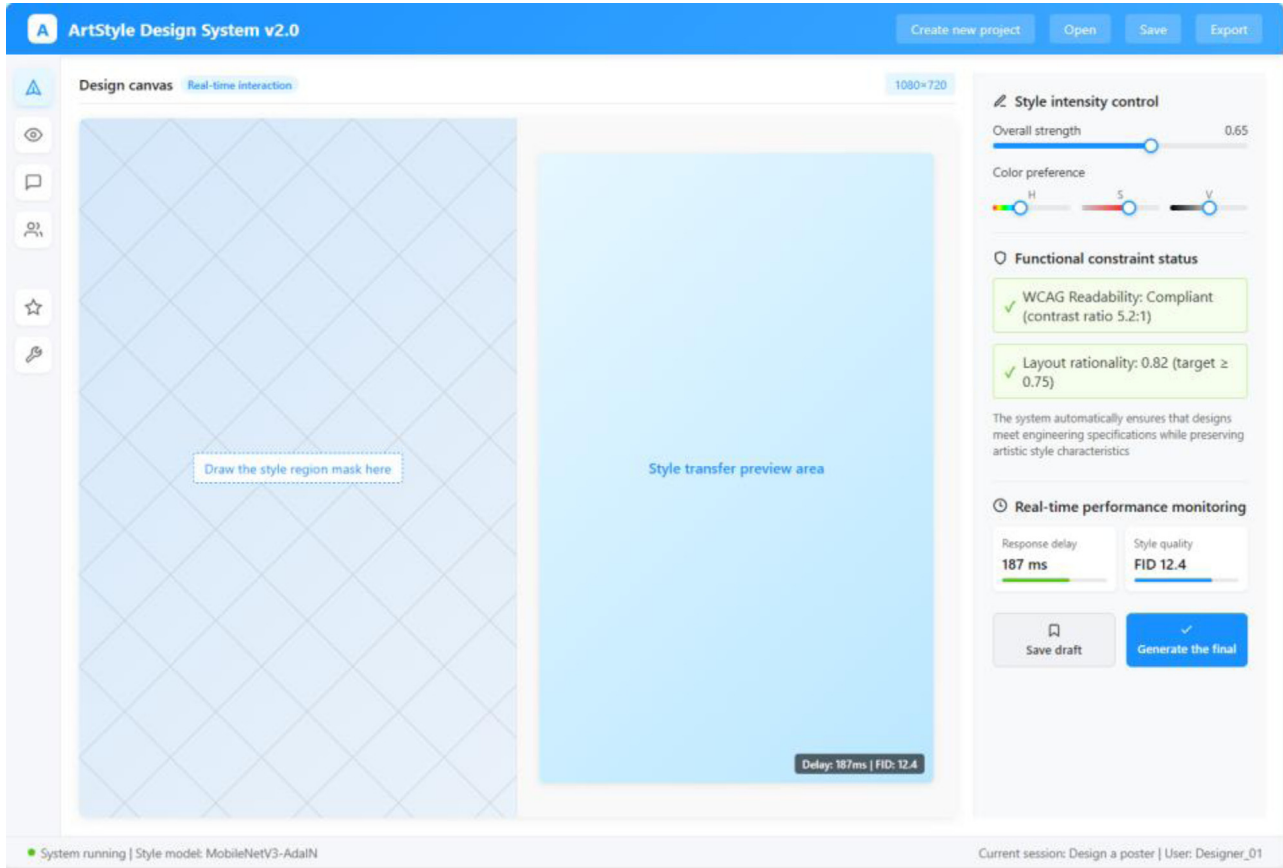 A ArtStyle Design System v2.0
Create new project
Open
Save
Export
Design canvas
Real-time interaction
1080×720
Draw the style region mask here
Style transfer preview area
Delay: 187ms | FID: 12.4
Style intensity control
Overall strength 0.65
Color preference
H S V
Functional constraint status
WCAG Readability: Compliant
(contrast ratio 5.2:1)
Layout rationality: 0.82 (target ≥
0.75)
The system automatically ensures that designs
meet engineering specifications while preserving
artistic style characteristics
Real-time performance monitoring
Response delay
187 ms
Style quality
FID 12.4
Save draft
Generate the final
System running | Style model: MobileNetV3-AdaIN
Current session: Design a poster | User: Designer_01